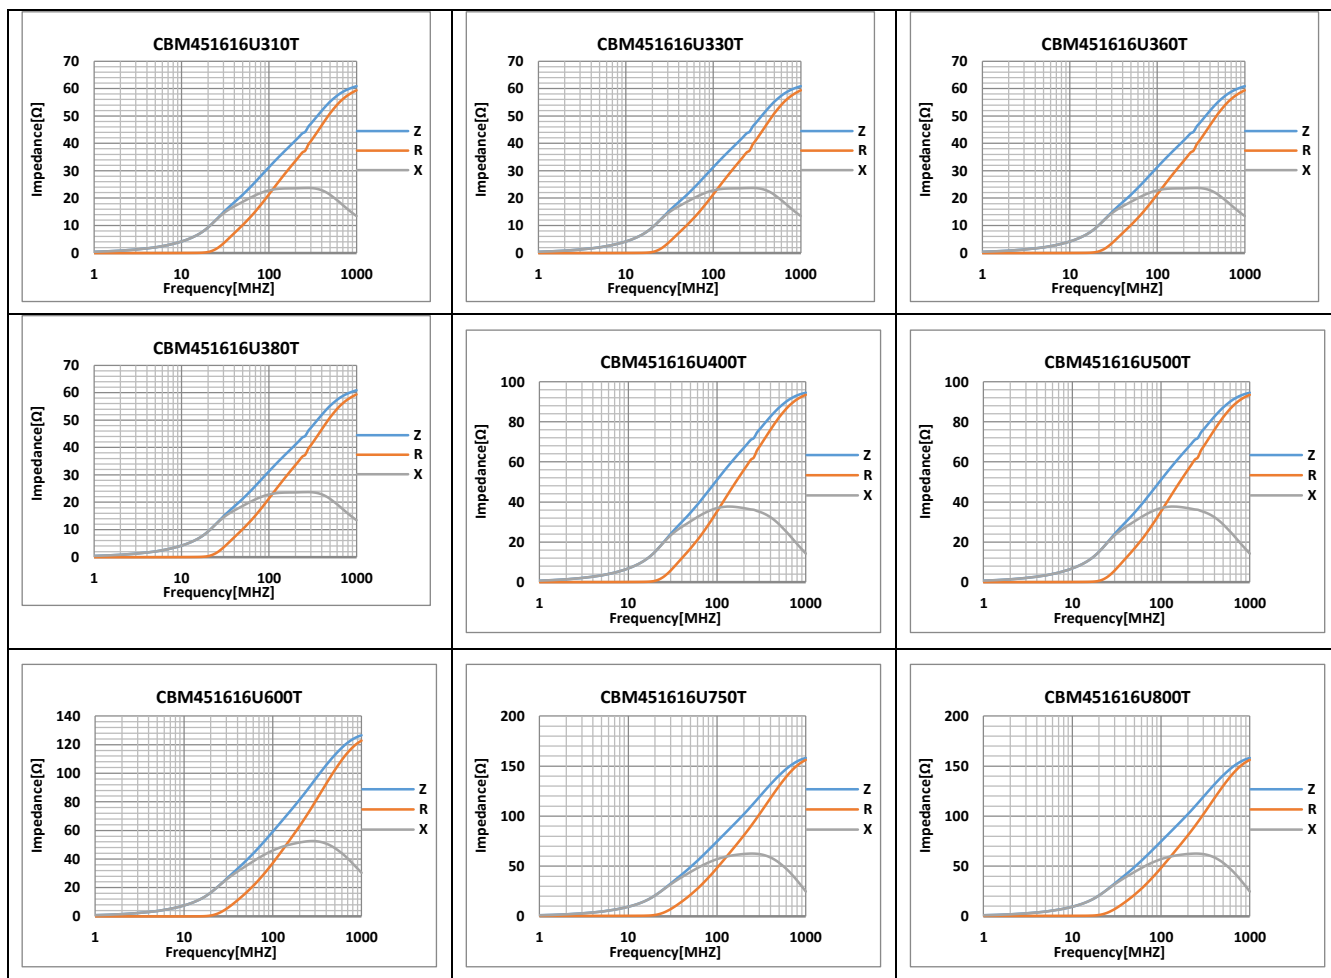 CBM451616U310T
70
60
50
40
30
20
10
0
Impedance[Ω]
1 10 100 1000
Frequency[MHZ]
Z
R
X
CBM451616U330T
70
60
50
40
30
20
10
0
Impedance[Ω]
1 10 100 1000
Frequency[MHZ]
Z
R
X
CBM451616U360T
70
60
50
40
30
20
10
0
Impedance[Ω]
1 10 100 1000
Frequency[MHZ]
Z
R
X
CBM451616U380T
70
60
50
40
30
20
10
0
Impedance[Ω]
1 10 100 1000
Frequency[MHZ]
Z
R
X
CBM451616U400T
100
80
60
40
20
0
Impedance[Ω]
1 10 100 1000
Frequency[MHZ]
Z
R
X
CBM451616U500T
100
80
60
40
20
0
Impedance[Ω]
1 10 100 1000
Frequency[MHZ]
Z
R
X
CBM451616U600T
140
120
100
80
60
40
20
0
Impedance[Ω]
1 10 100 1000
Frequency[MHZ]
Z
R
X
CBM451616U750T
200
150
100
50
0
Impedance[Ω]
1 10 100 1000
Frequency[MHZ]
Z
R
X
CBM451616U800T
200
150
100
50
0
Impedance[Ω]
1 10 100 1000
Frequency[MHZ]
Z
R
X